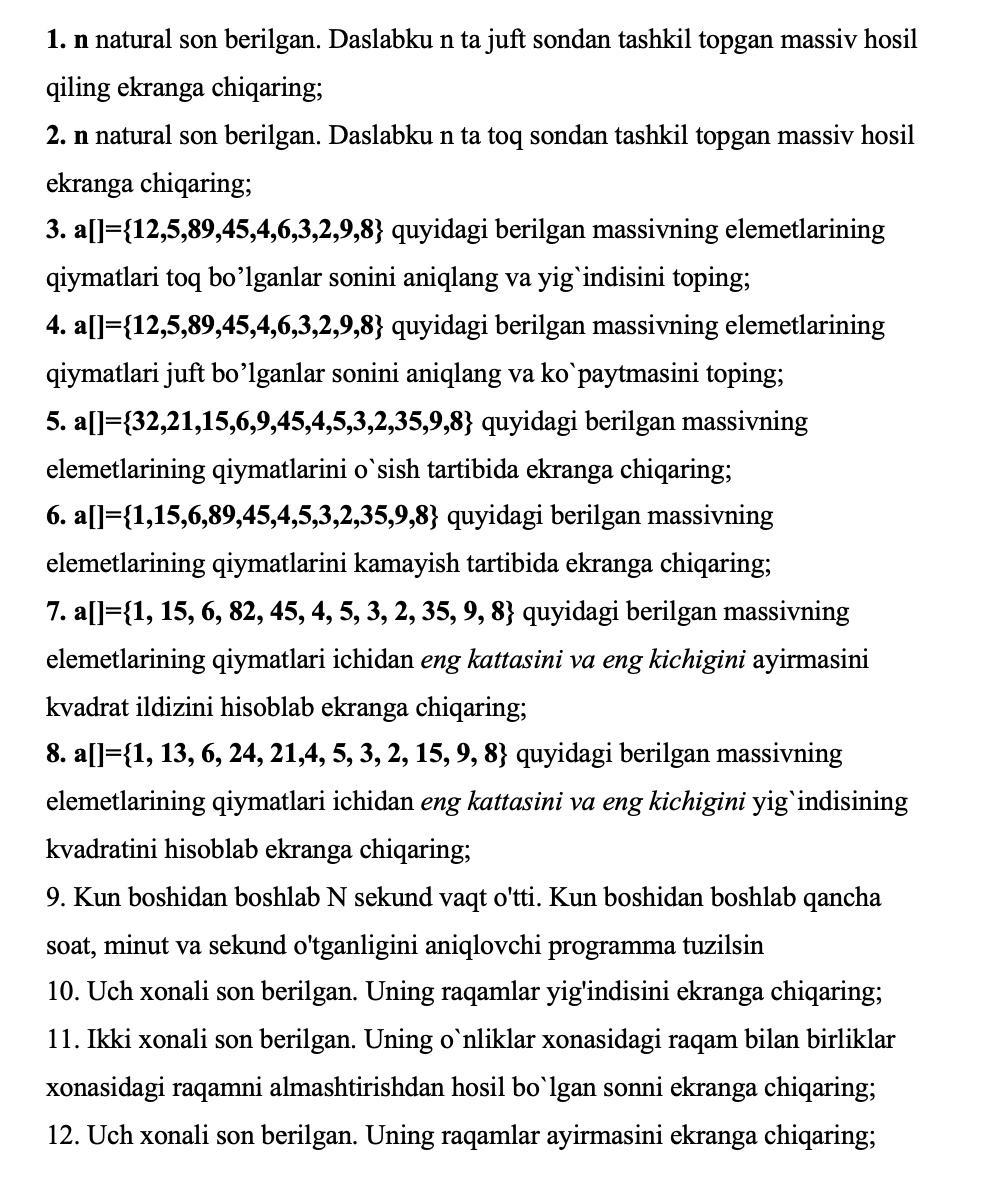 1. n natural son berilgan. Daslabku n ta juft sondan tashkil topgan massiv hosil
qiling ekranga chiqaring;
2. n natural son berilgan. Daslabku n ta toq sondan tashkil topgan massiv hosil
ekranga chiqaring;
3. a[]={12,5,89,45,4,6,3,2,9,8} quyidagi berilgan massivning elemetlarining
qiymatlari toq bo’lganlar sonini aniqlang va yig`indisini toping;
4. a[]={12,5,89,45,4,6,3,2,9,8} quyidagi berilgan massivning elemetlarining
qiymatlari juft bo’lganlar sonini aniqlang va ko`paytmasini toping;
5. a[]={32,21,15,6,9,45,4,5,3,2,35,9,8} quyidagi berilgan massivning
elemetlarining qiymatlarini o`sish tartibida ekranga chiqaring;
6. a[]={1,15,6,89,45,4,5,3,2,35,9,8} quyidagi berilgan massivning
elemetlarining qiymatlarini kamayish tartibida ekranga chiqaring;
7. a[]={1, 15, 6, 82, 45, 4, 5, 3, 2, 35, 9, 8} quyidagi berilgan massivning
elemetlarining qiymatlari ichidan eng kattasini va eng kichigini ayirmasini
kvadrat ildizini hisoblab ekranga chiqaring;
8. a[]={1, 13, 6, 24, 21,4, 5, 3, 2, 15, 9, 8} quyidagi berilgan massivning
elemetlarining qiymatlari ichidan eng kattasini va eng kichigini yig`indisining
kvadratini hisoblab ekranga chiqaring;
9. Kun boshidan boshlab N sekund vaqt o'tti. Kun boshidan boshlab qancha
soat, minut va sekund o'tganligini aniqlovchi programma tuzilsin
10. Uch xonali son berilgan. Uning raqamlar yig'indisini ekranga chiqaring;
11. Ikki xonali son berilgan. Uning o`nliklar xonasidagi raqam bilan birliklar
xonasidagi raqamni almashtirishdan hosil bo`lgan sonni ekranga chiqaring;
12. Uch xonali son berilgan. Uning raqamlar ayirmasini ekranga chiqaring;